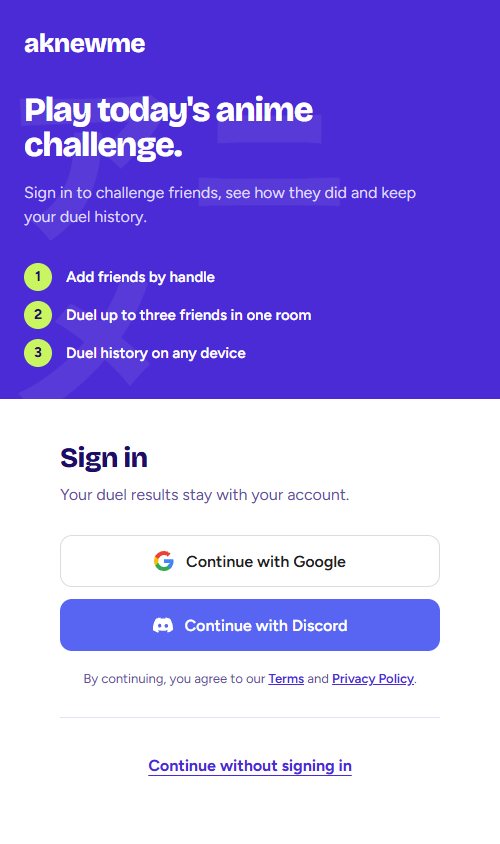 aknewme
アニ
メ
Play today's anime
challenge.
Sign in to challenge friends, see how they did and keep
your duel history.
1 Add friends by handle
2 Duel up to three friends in one room
3 Duel history on any device
Sign in
Your duel results stay with your account.
Continue with Google
Continue with Discord
By continuing, you agree to our Terms and Privacy Policy.
Continue without signing in